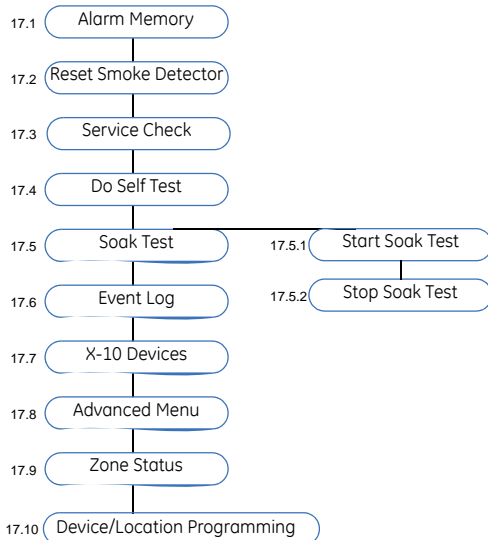 17.1 Alarm Memory
17.2 Reset Smoke Detector
17.3 Service Check
17.4 Do Self Test
17.5 Soak Test 17.5.1 Start Soak Test
17.6 Event Log 17.5.2 Stop Soak Test
17.7 X-10 Devices
17.8 Advanced Menu
17.9 Zone Status
17.10 Device/Location Programming